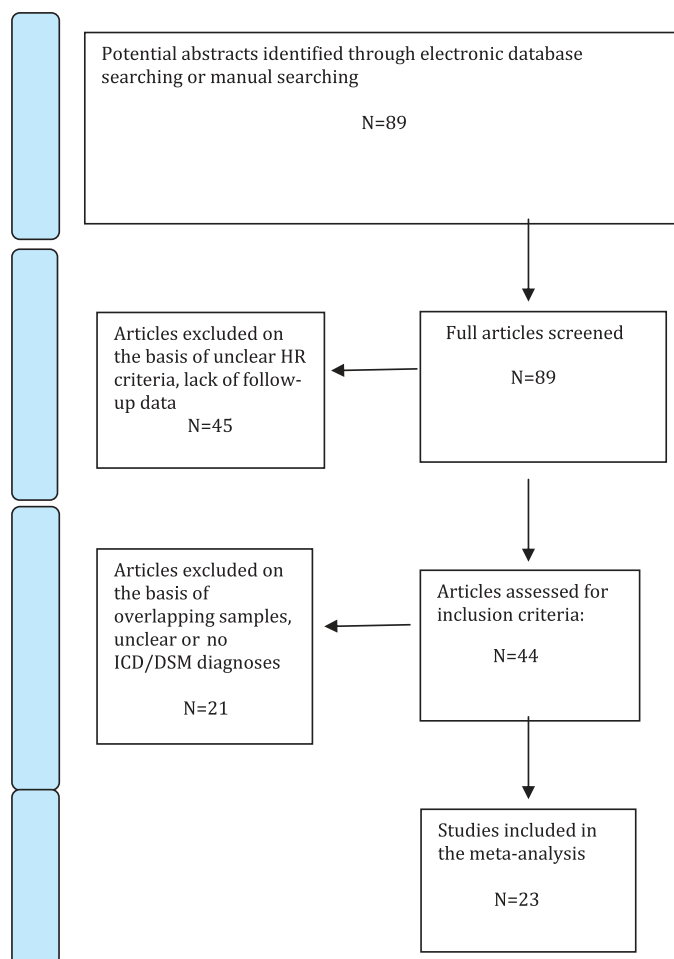 Potential abstracts identified through electronic database
searching or manual searching
N=89
Full articles screened
N=89
Articles excluded on
the basis of unclear HR
criteria, lack of follow-
up data
N=45
Articles assessed for
inclusion criteria:
N=44
Articles excluded on
the basis of
overlapping samples,
unclear or no
ICD/DSM diagnoses
N=21
Studies included in
the meta-analysis
N=23